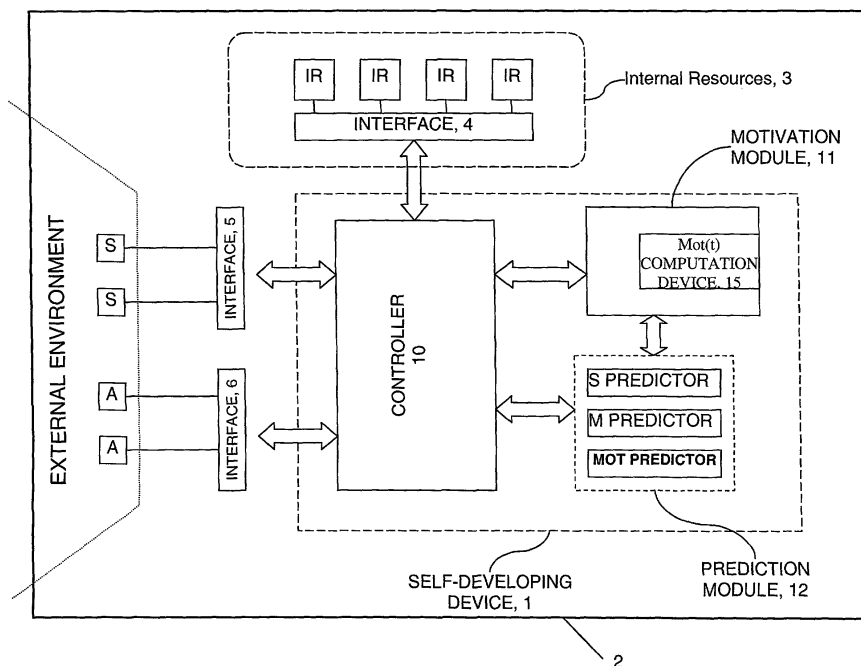 IR IR IR IR
INTERFACE, 4
Internal Resources, 3
MOTIVATION
MODULE, 11
EXTERNAL ENVIRONMENT
S
S
INTERFACE, 5
A
A
INTERFACE, 6
CONTROLLER
10
Mot(t)
COMPUTATION
DEVICE, 15
S PREDICTOR
M PREDICTOR
MOT PREDICTOR
SELF-DEVELOPING
DEVICE, 1
PREDICTION
MODULE, 12
2